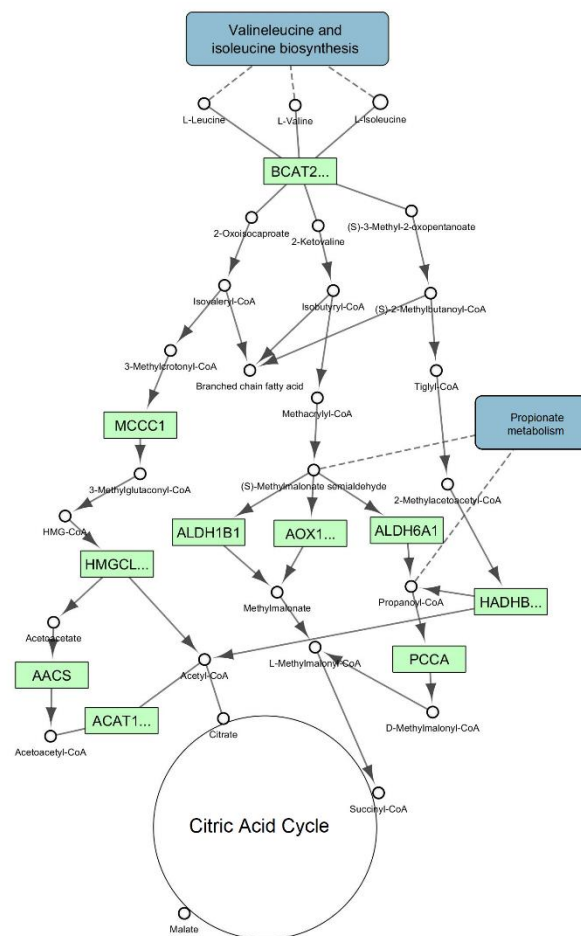 Valineleucine and
isoleucine biosynthesis
L-Leucine
L-Valine
L-Isoleucine
BCAT2...
2-Oxoisocaproate
2-Ketovaline
(S)-3-Methyl-2-oxopentanoate
Isovaleryl-CoA
Isobutyryl-CoA
(S)-2-Methylbutanoyl-CoA
3-Methylcrotonyl-CoA
Branched chain fatty acid
Tiglyl-CoA
Methacrylyl-CoA
MCCC1
Propionate
metabolism
3-Methylglutaconyl-CoA
(S)-Methylmalonate semialdehyde
2-Methylacetoacetyl-CoA
HMG-CoA
ALDH1B1
AOX1...
ALDH6A1
HMGCL...
Methylmalonate
Propanoyl-CoA
HADHB...
Acetoacetate
L-Methylmalonyl-CoA
PCCA
AACS
Acetyl-CoA
ACAT1...
Acetoacetyl-CoA
Citrate
D-Methylmalonyl-CoA
Succinyl-CoA
Citric Acid Cycle
Malate